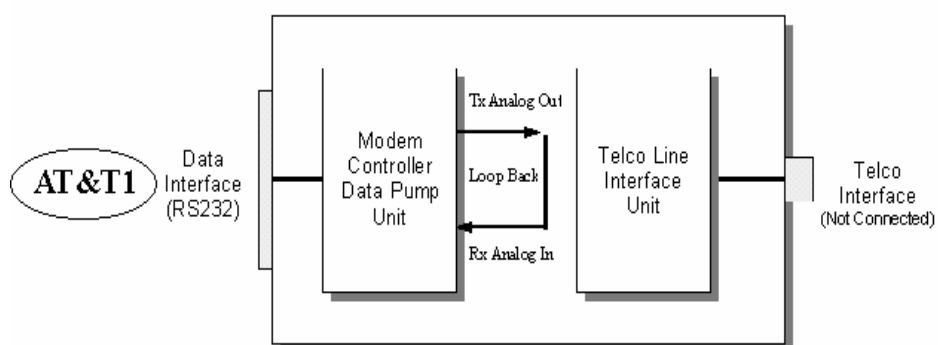 AT&T1
Data
Interface
(RS232)
Modem
Controller
Data Pump
Unit
Tx Analog Out
Loop Back
Rx Analog In
Telco Line
Interface
Unit
Telco
Interface
(Not Connected)